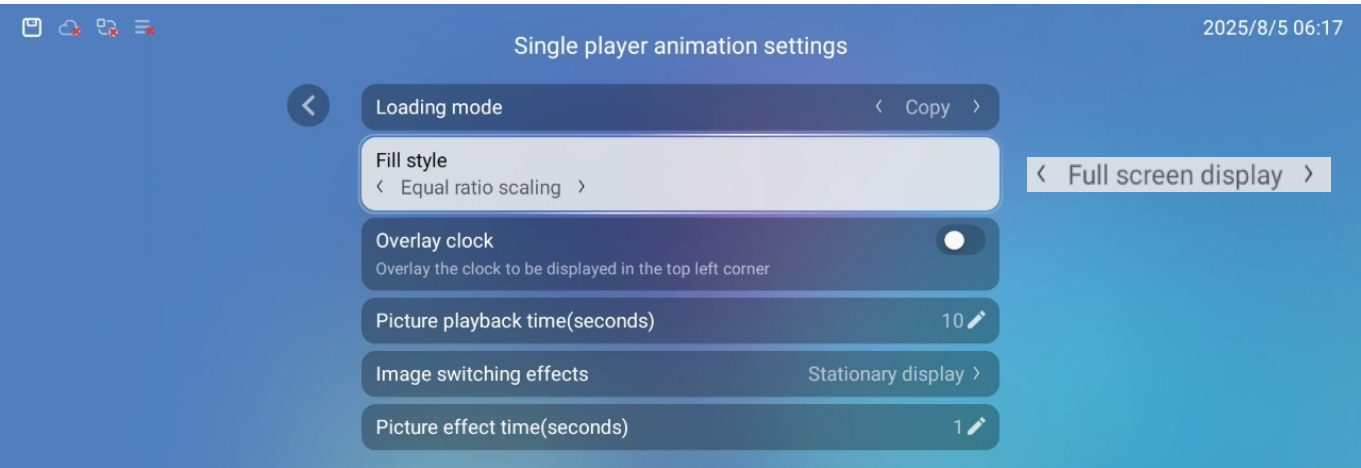 2025/8/5 06:17
Single player animation settings
Loading mode
< Copy >
Fill style
< Equal ratio scaling >
< Full screen display >
Overlay clock
Overlay the clock to be displayed in the top left corner
Picture playback time(seconds)
10
Image switching effects
Stationary display >
Picture effect time(seconds)
1